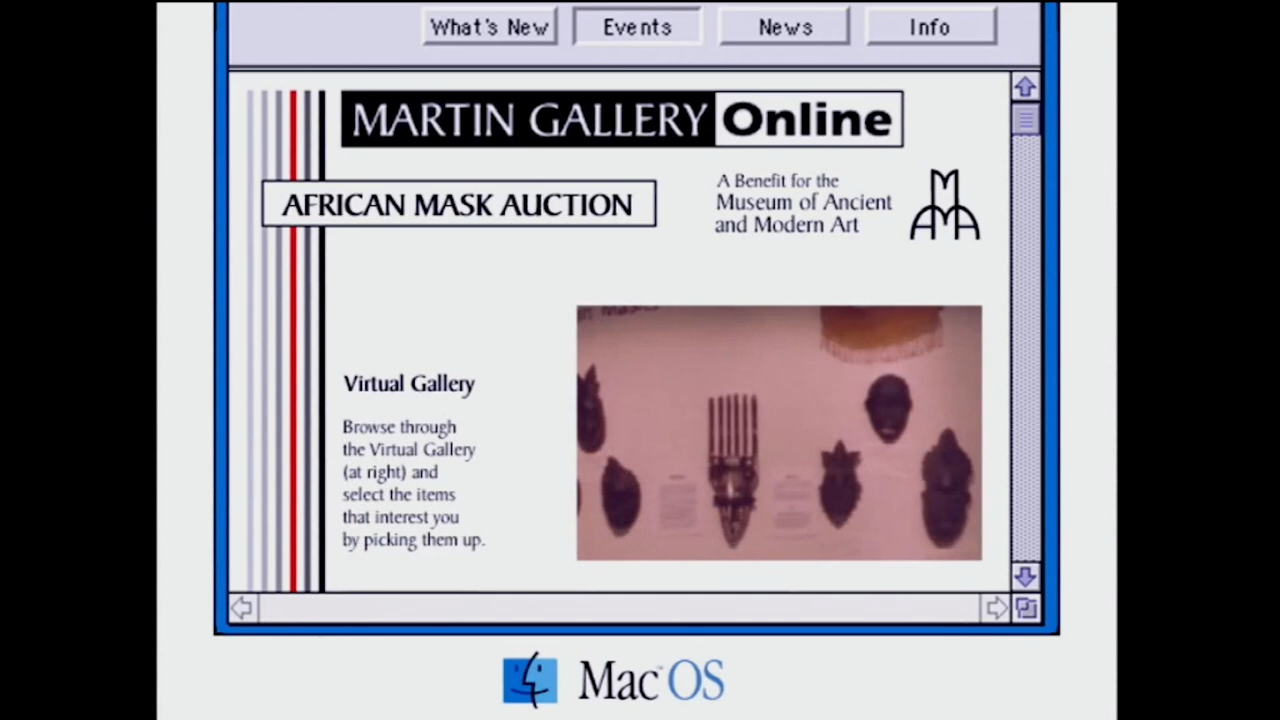 What's New
Events
News
Info
MARTIN GALLERY Online
AFRICAN MASK AUCTION
A Benefit for the
Museum of Ancient
and Modern Art
Virtual Gallery
Browse through
the Virtual Gallery
(at right) and
select the items
that interest you
by picking them up.
Mac™OS